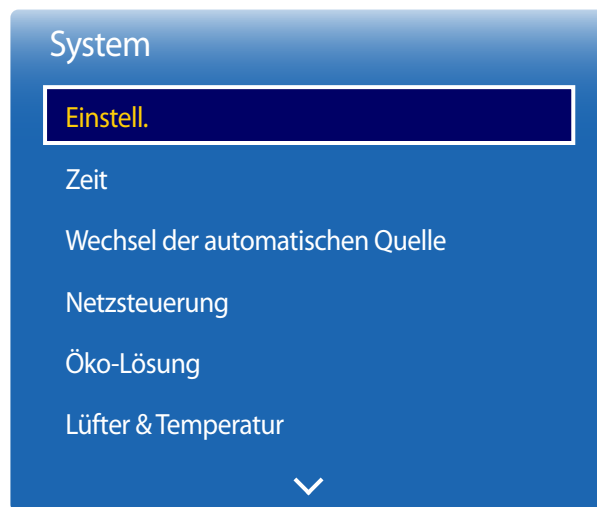 System
Einstell.
Zeit
Wechsel der automatischen Quelle
Netzsteuerung
Öko-Lösung
Lüfter & Temperatur